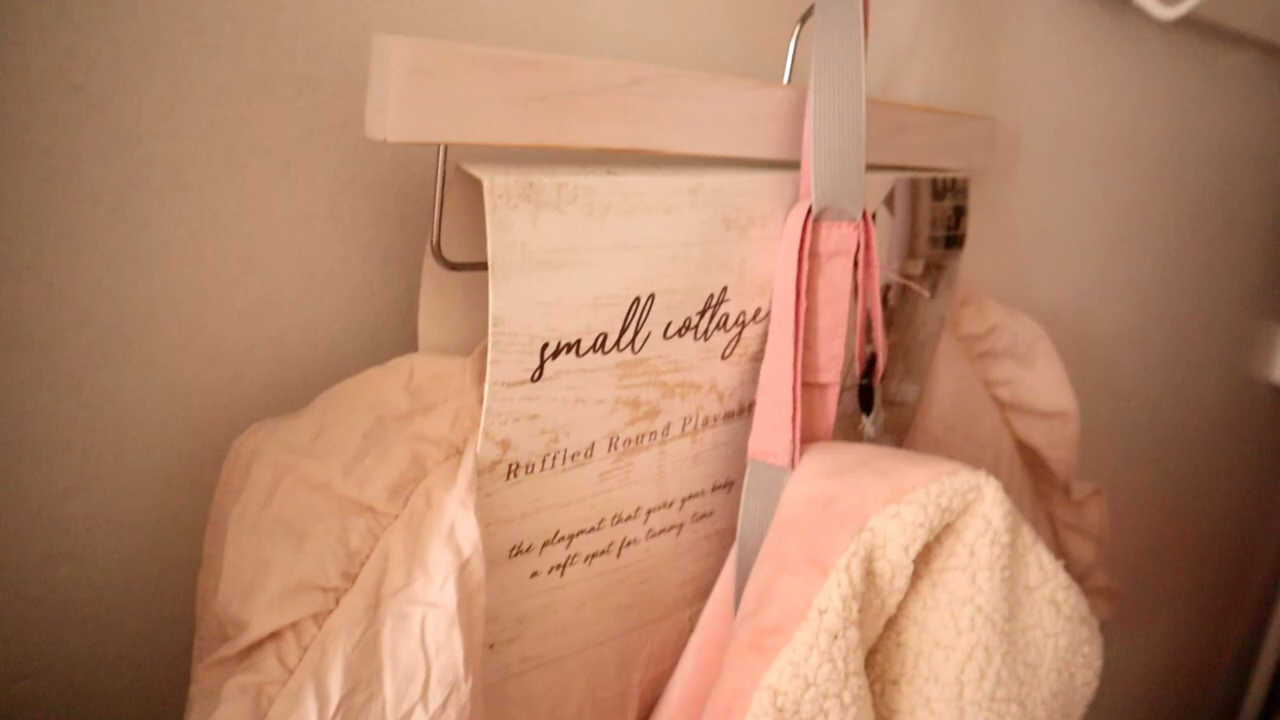 small cottage
Ruffled Round Playmat
the playmat that gives your baby
a soft spot for tummy time